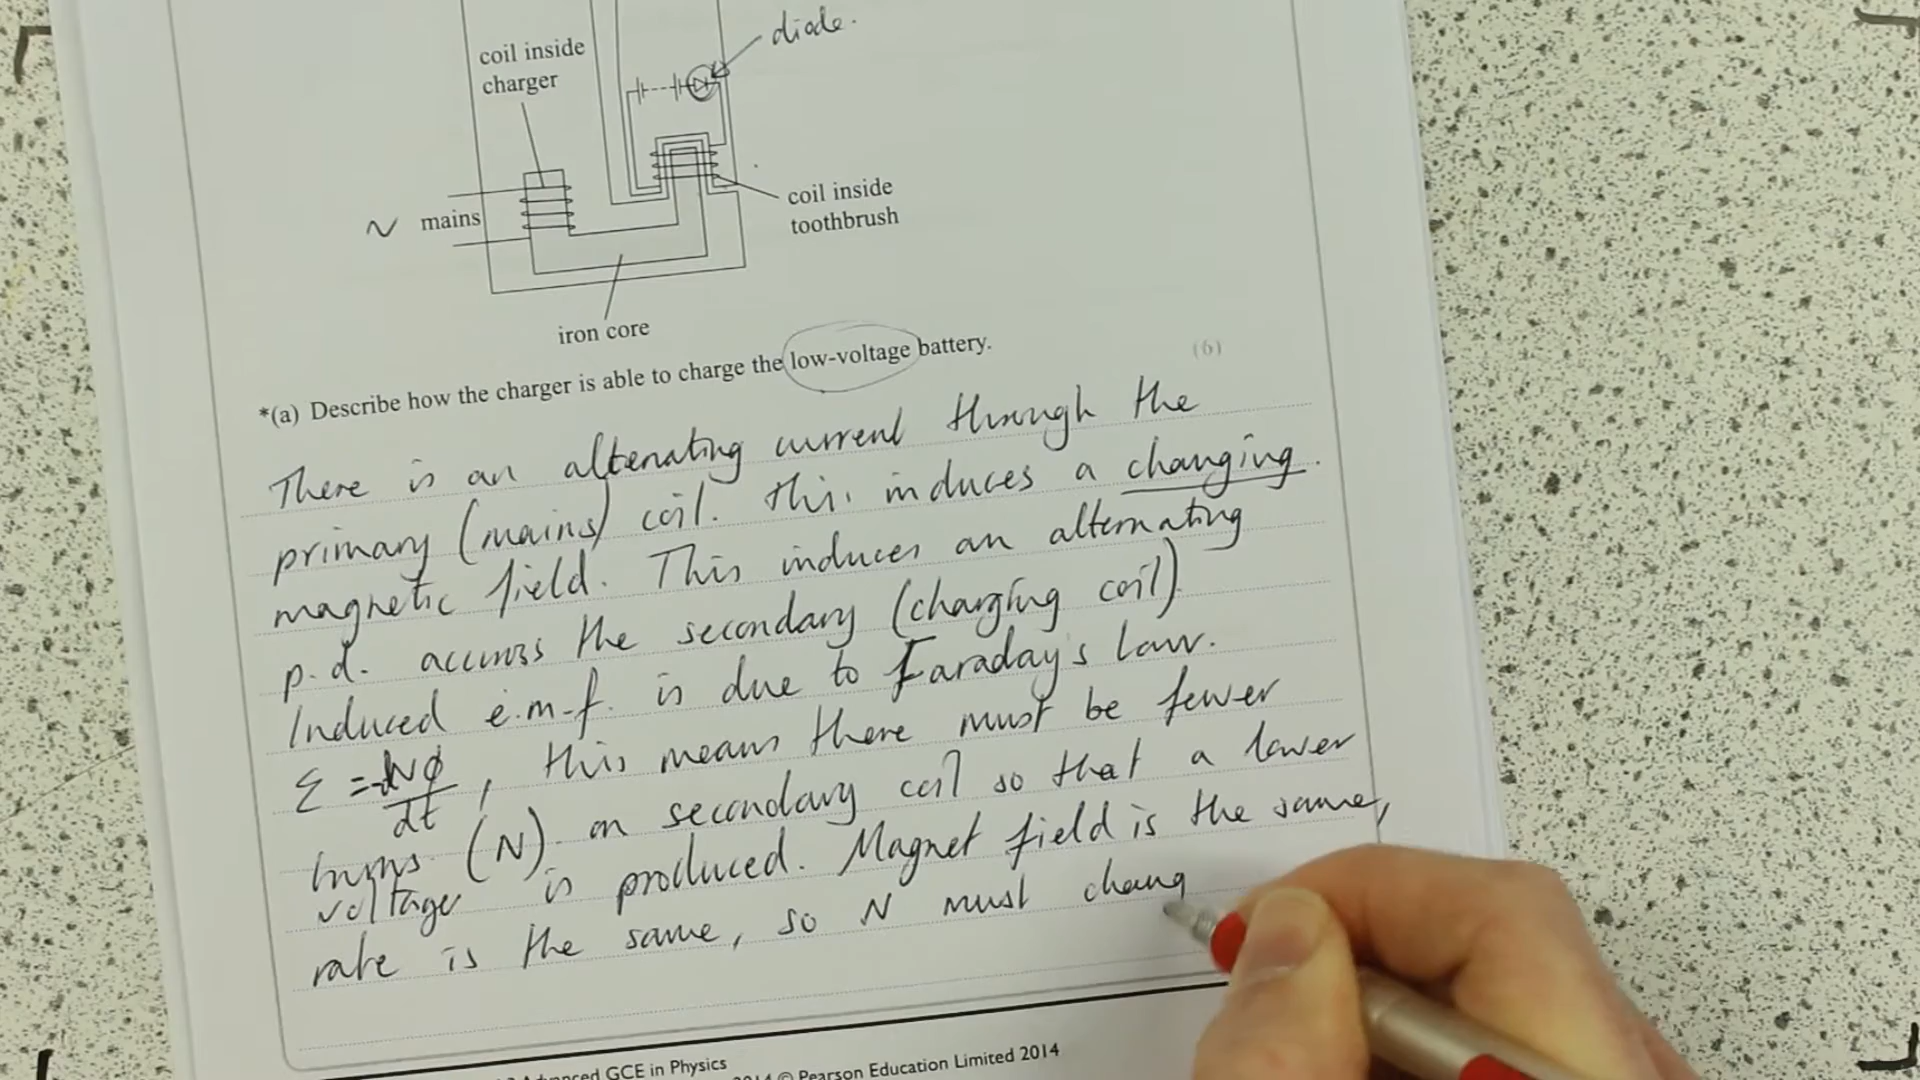 diode.
coil inside
charger
coil inside
toothbrush
~ mains
iron core
*(a) Describe how the charger is able to charge the low-voltage battery.
(6)
There is an altenating current through the
primary (mains) coil. This induces a changing
magnetic field. This induces an alternating
p.d. accross the secondary (charging coil)
Induced e.m.f. is due to Faraday's Law.
ε = -dNϕ/dt, this means there must be fewer
turns (N) on secondary coil so that a lower
voltage is produced. Magnet field is the same,
rate is the same, so N must chang
Advanced GCE in Physics
2014 © Pearson Education Limited 2014